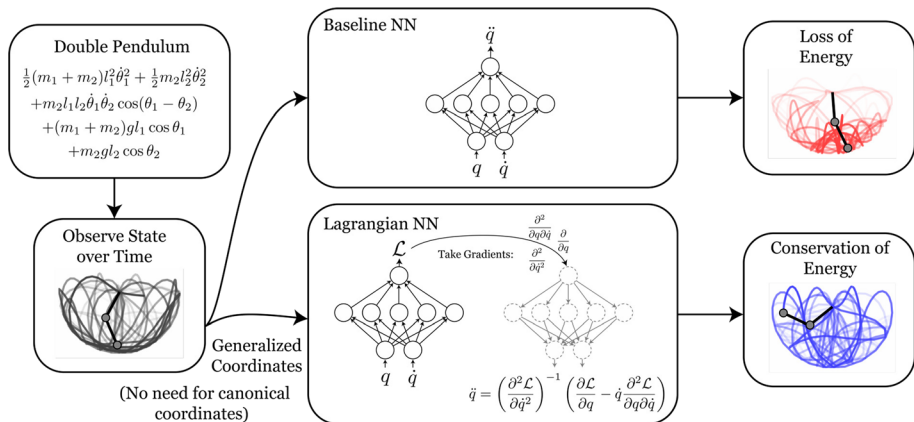 Double Pendulum
½(m₁ + m₂)l₁²θ̇₁² + ½m₂l₂²θ̇₂²
+m₂l₁l₂θ̇₁θ̇₂ cos(θ₁ − θ₂)
+(m₁ + m₂)gl₁ cos θ₁
+m₂gl₂ cos θ₂
Observe State
over Time
Generalized
Coordinates
(No need for canonical
coordinates)
Baseline NN
q̈
q q̇
Loss of
Energy
Lagrangian NN
ℒ
Take Gradients:
∂²/∂q∂q̇ ∂/∂q
∂²/∂q̇²
q q̇
q̈ = (∂²ℒ/∂q̇²)⁻¹ (∂ℒ/∂q − q̇ ∂²ℒ/∂q∂q̇)
Conservation of
Energy